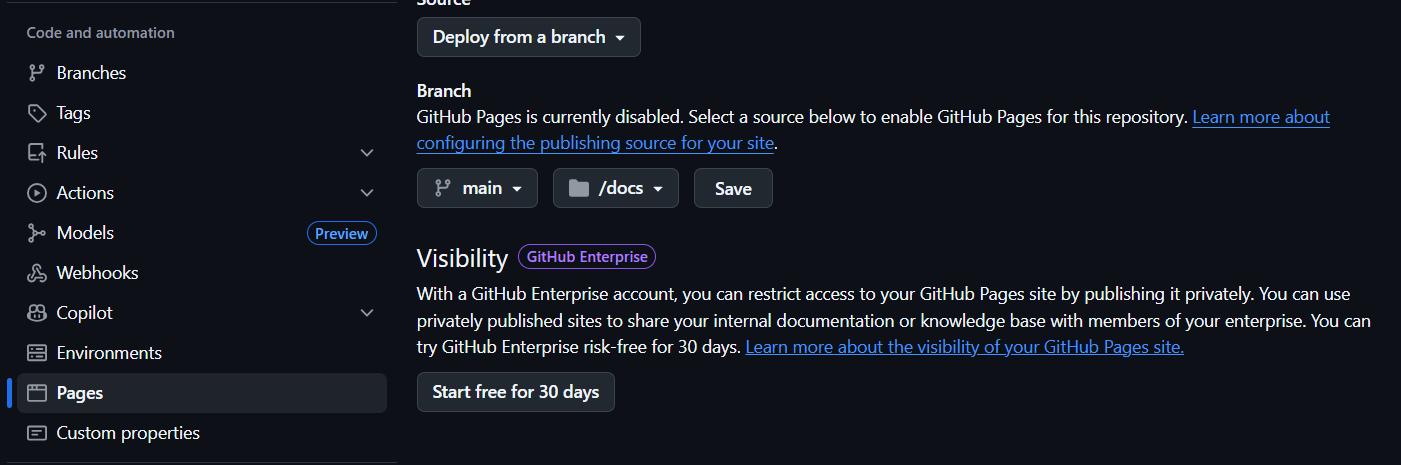 Source
Code and automation
Branches
Tags
Rules
Actions
Models
Preview
Webhooks
Copilot
Environments
Pages
Custom properties
Deploy from a branch
Branch
GitHub Pages is currently disabled. Select a source below to enable GitHub Pages for this repository. Learn more about
configuring the publishing source for your site.
main
/docs
Save
Visibility
GitHub Enterprise
With a GitHub Enterprise account, you can restrict access to your GitHub Pages site by publishing it privately. You can use
privately published sites to share your internal documentation or knowledge base with members of your enterprise. You can
try GitHub Enterprise risk-free for 30 days. Learn more about the visibility of your GitHub Pages site.
Start free for 30 days